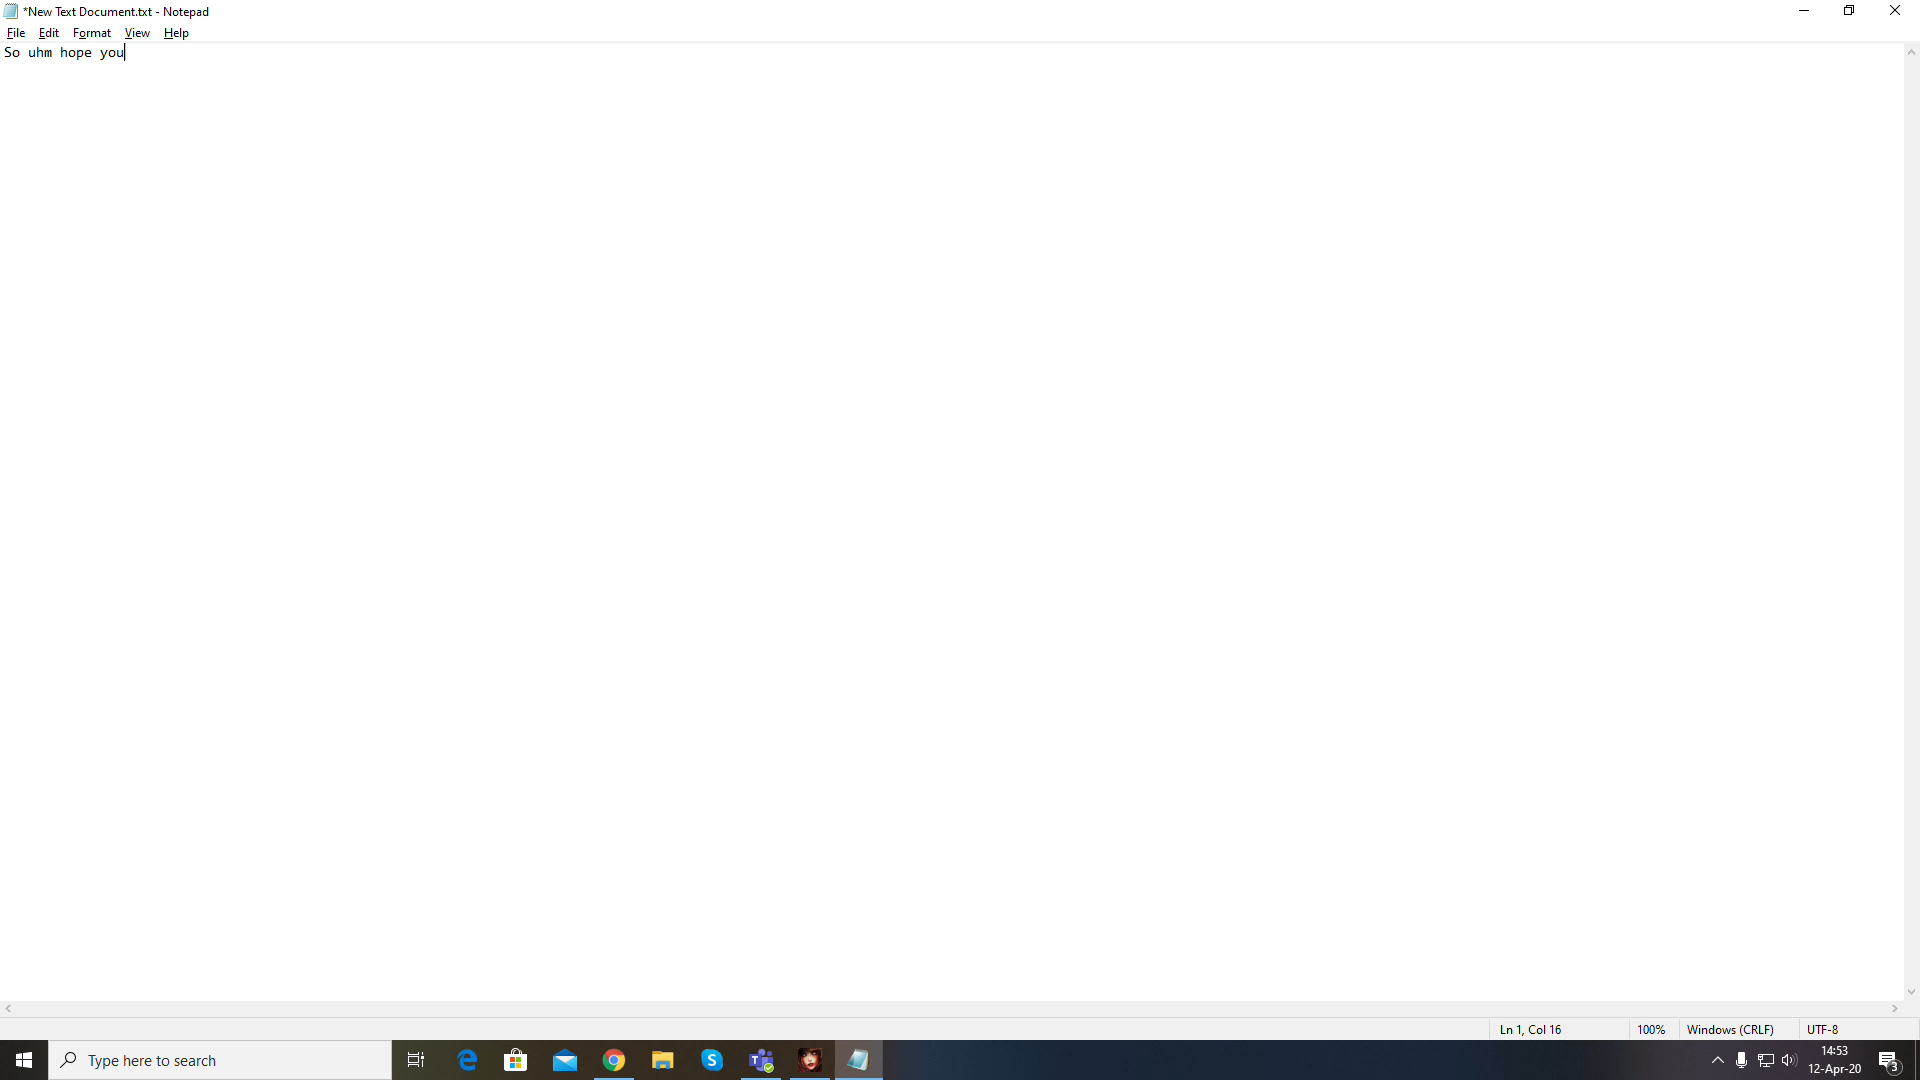 *New Text Document.txt - Notepad
File Edit Format View Help
So uhm hope you
Ln 1, Col 16 100% Windows (CRLF) UTF-8
Type here to search
14:53
12-Apr-20
3